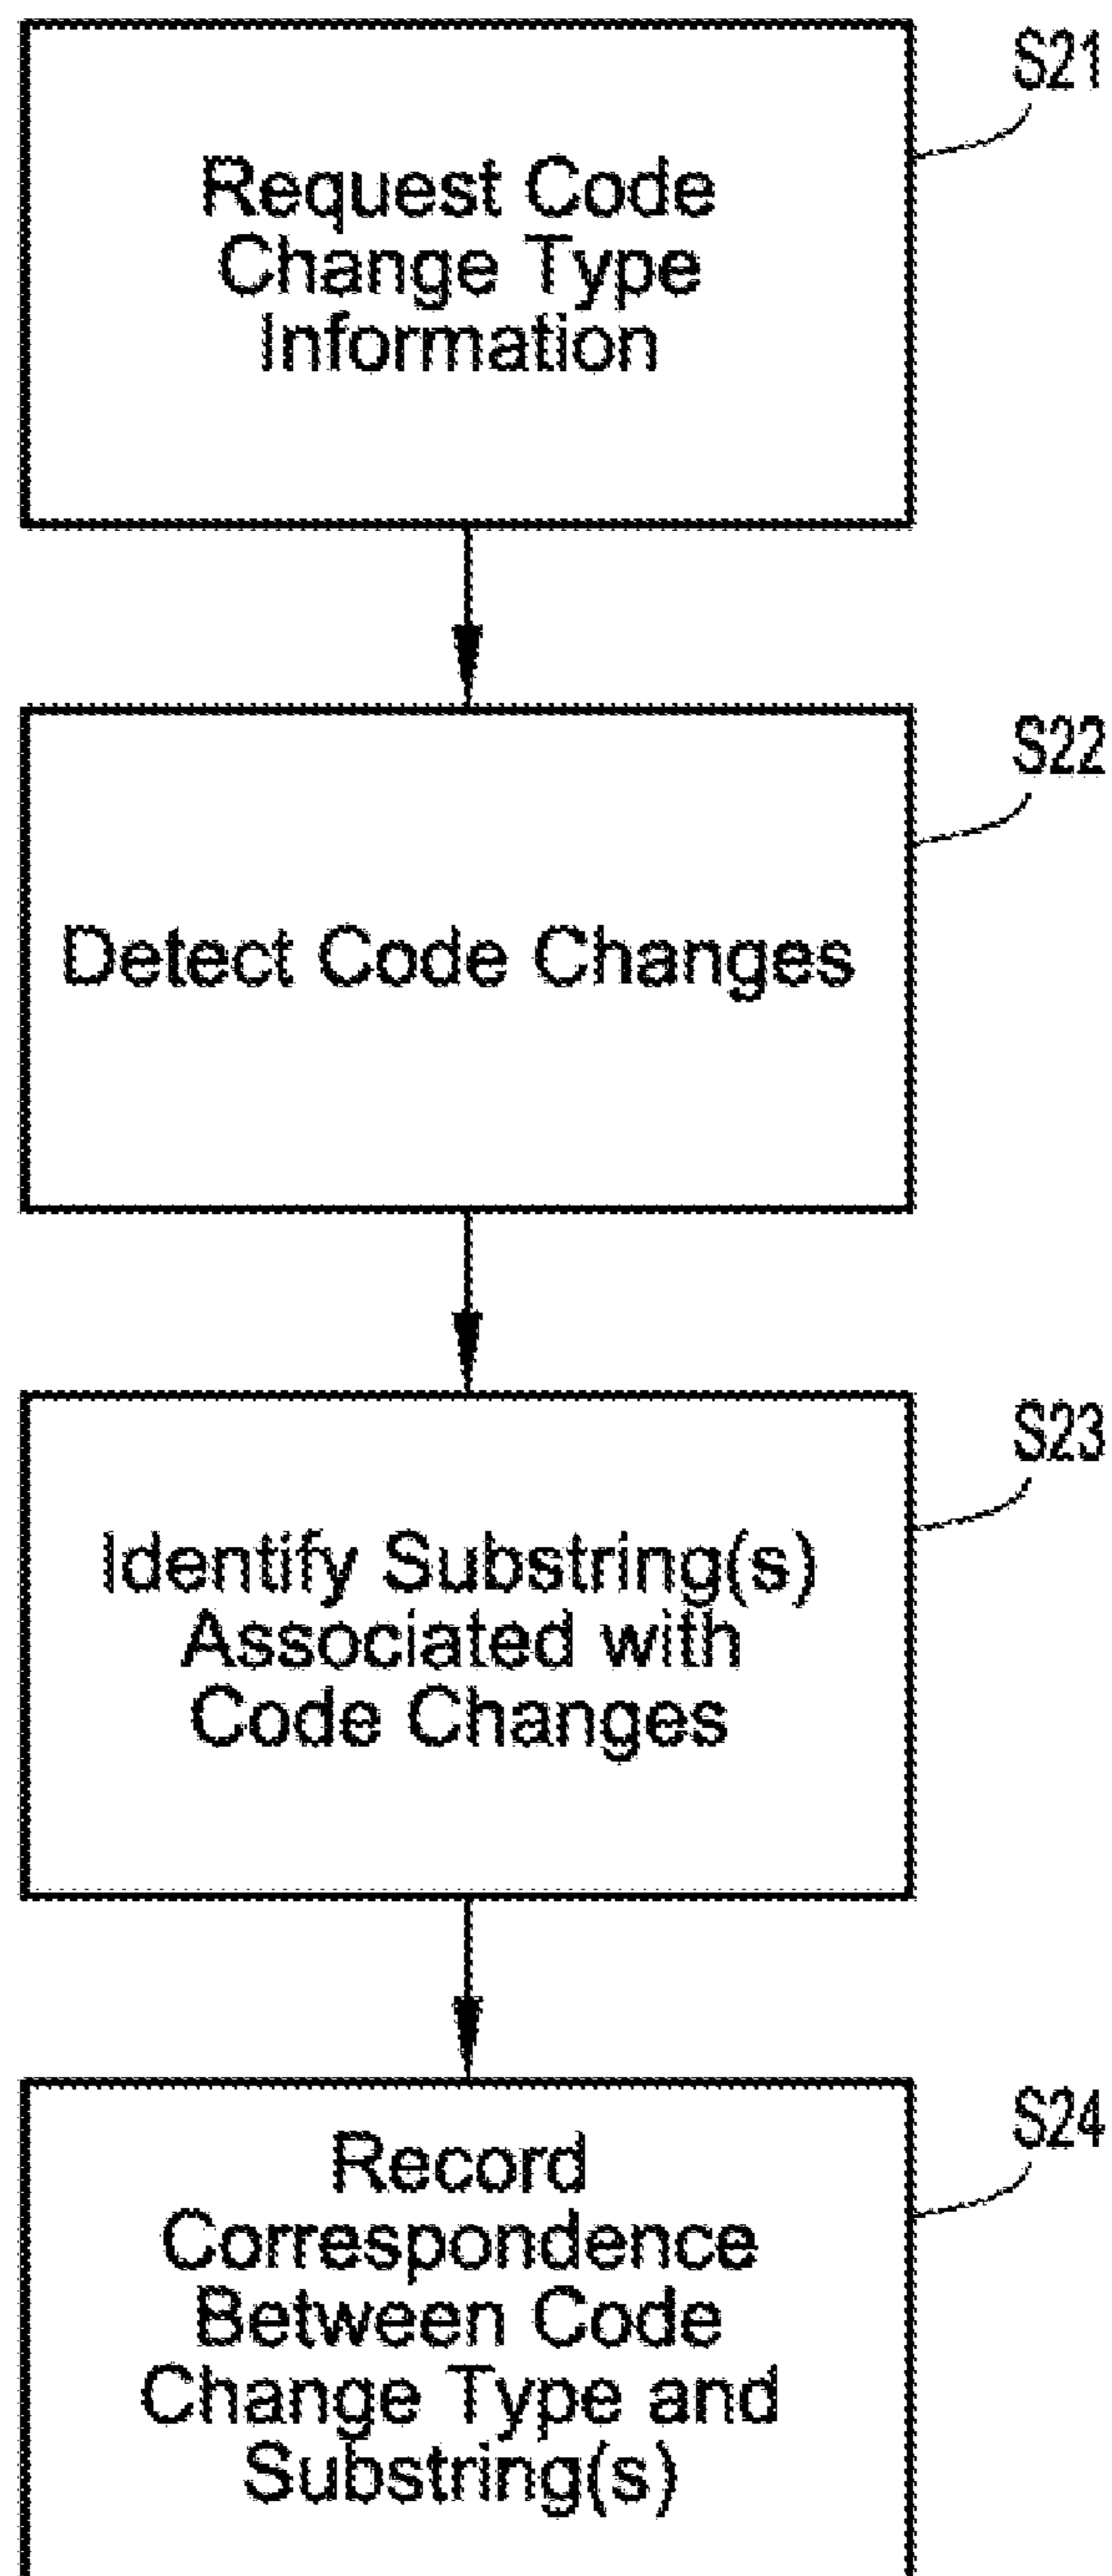 S21
Request Code
Change Type
Information
S22
Detect Code Changes
S23
Identify Substring(s)
Associated with
Code Changes
S24
Record
Correspondence
Between Code
Change Type and
Substring(s)